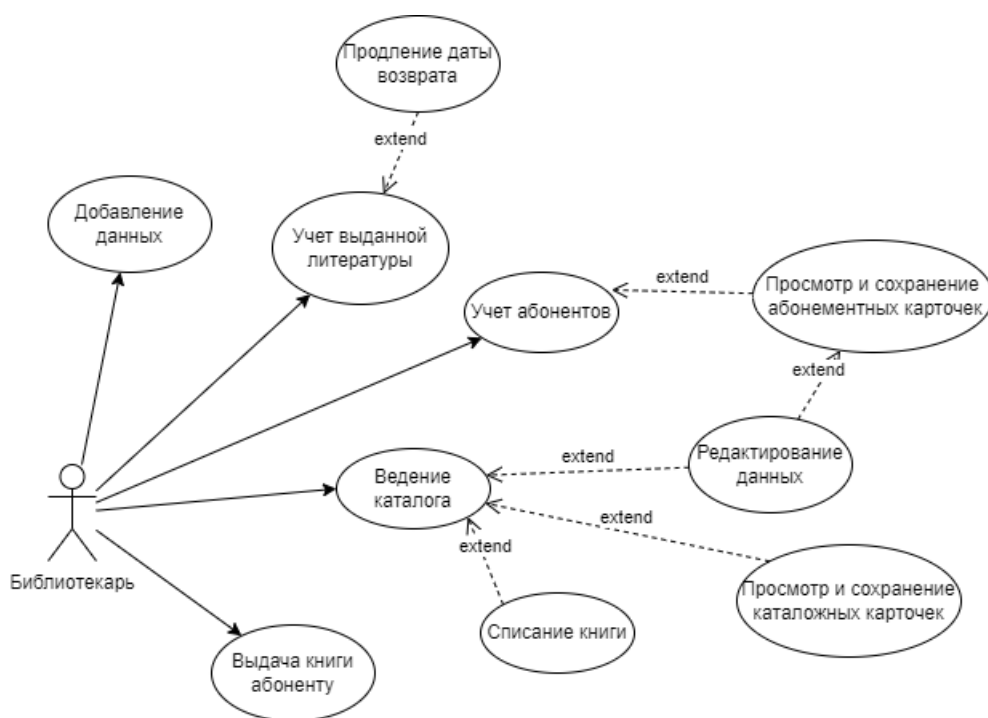 Продление даты
возврата
extend
Добавление
данных
Учет выданной
литературы
extend
Просмотр и сохранение
абонементных карточек
Учет абонентов
extend
Редактирование
данных
extend
Ведение
каталога
extend
extend
Просмотр и сохранение
каталожных карточек
Библиотекарь
Списание книги
Выдача книги
абоненту